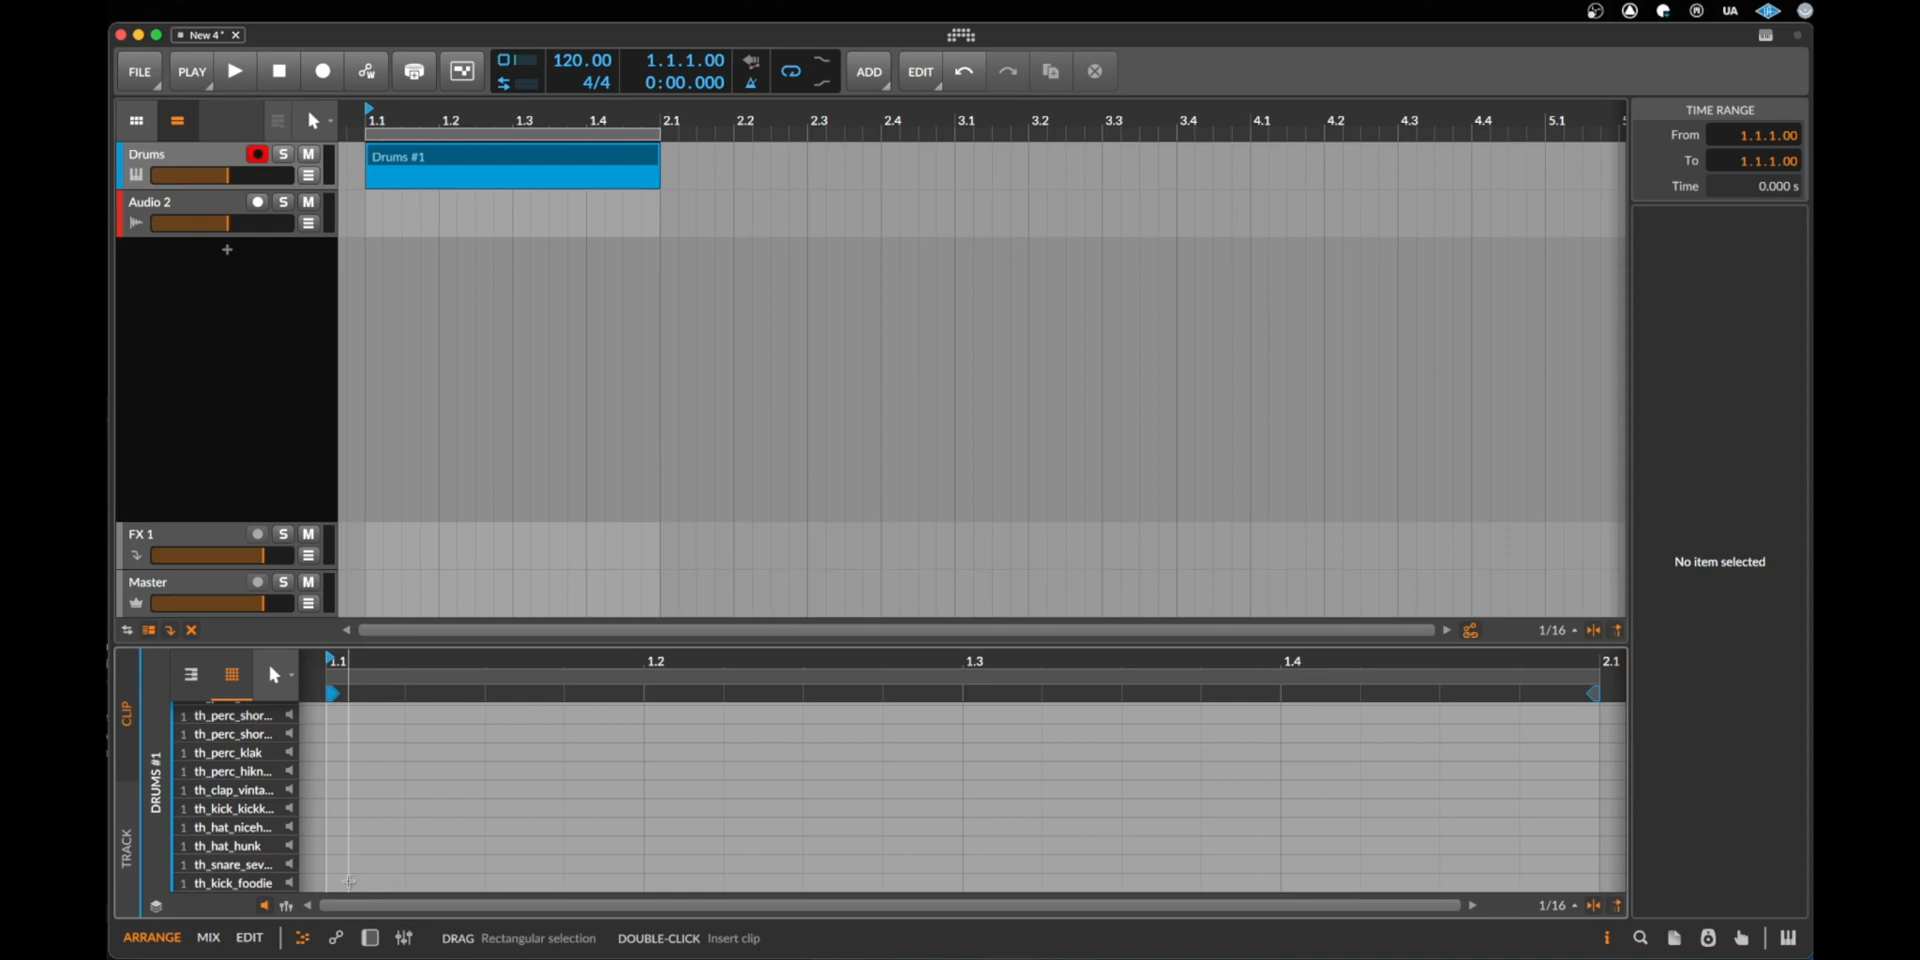 UA
New 4* ×
FILE PLAY 120.00 4/4 1.1.1.00 0:00.000 ADD EDIT
1.1 1.2 1.3 1.4 2.1 2.2 2.3 2.4 3.1 3.2 3.3 3.4 4.1 4.2 4.3 4.4 5.1
TIME RANGE
From 1.1.1.00
To 1.1.1.00
Time 0.000 s
Drums S M
Drums #1
Audio 2 S M
+
No item selected
FX 1 S M
Master S M
1/16
CLIP
TRACK
DRUMS #1
1.1 1.2 1.3 1.4 2.1
1 th_perc_shor...
1 th_perc_shor...
1 th_perc_klak
1 th_perc_hikn...
1 th_clap_vinta...
1 th_kick_kickk...
1 th_hat_niceh...
1 th_hat_hunk
1 th_snare_sev...
1 th_kick_foodie
1/16
ARRANGE MIX EDIT DRAG Rectangular selection DOUBLE-CLICK Insert clip